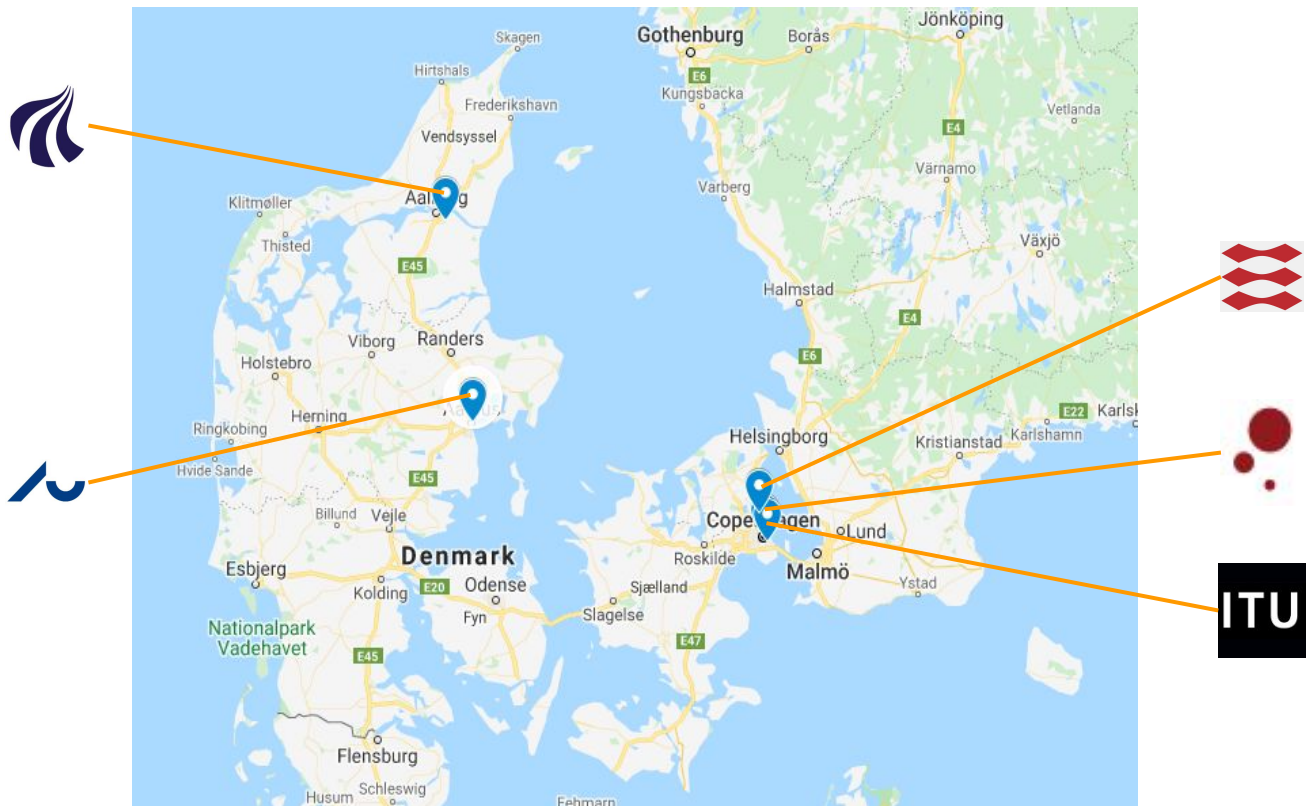 Skagen
Gothenburg
Borås
Jönköping
Hirtshals
E6
Kungsbacka
Frederikshavn
Vetlanda
Vendsyssel
E4
Värnamo
Varberg
Klitmøller
Thisted
Växjö
E45
Halmstad
E4
Viborg
Randers
Holstebro
E6
Herning
E22
Ringkobing
Helsingborg
Kristianstad
Karlshamn
Hvide Sande
E45
Billund
Vejle
Lund
Denmark
Roskilde
Malmö
Esbjerg
Kolding
E20
Odense
Sjælland
Ystad
Fyn
Slagelse
ITU
Nationalpark
Vadehavet
E47
E45
Flensburg
Schleswig
Husum
Fehmarn